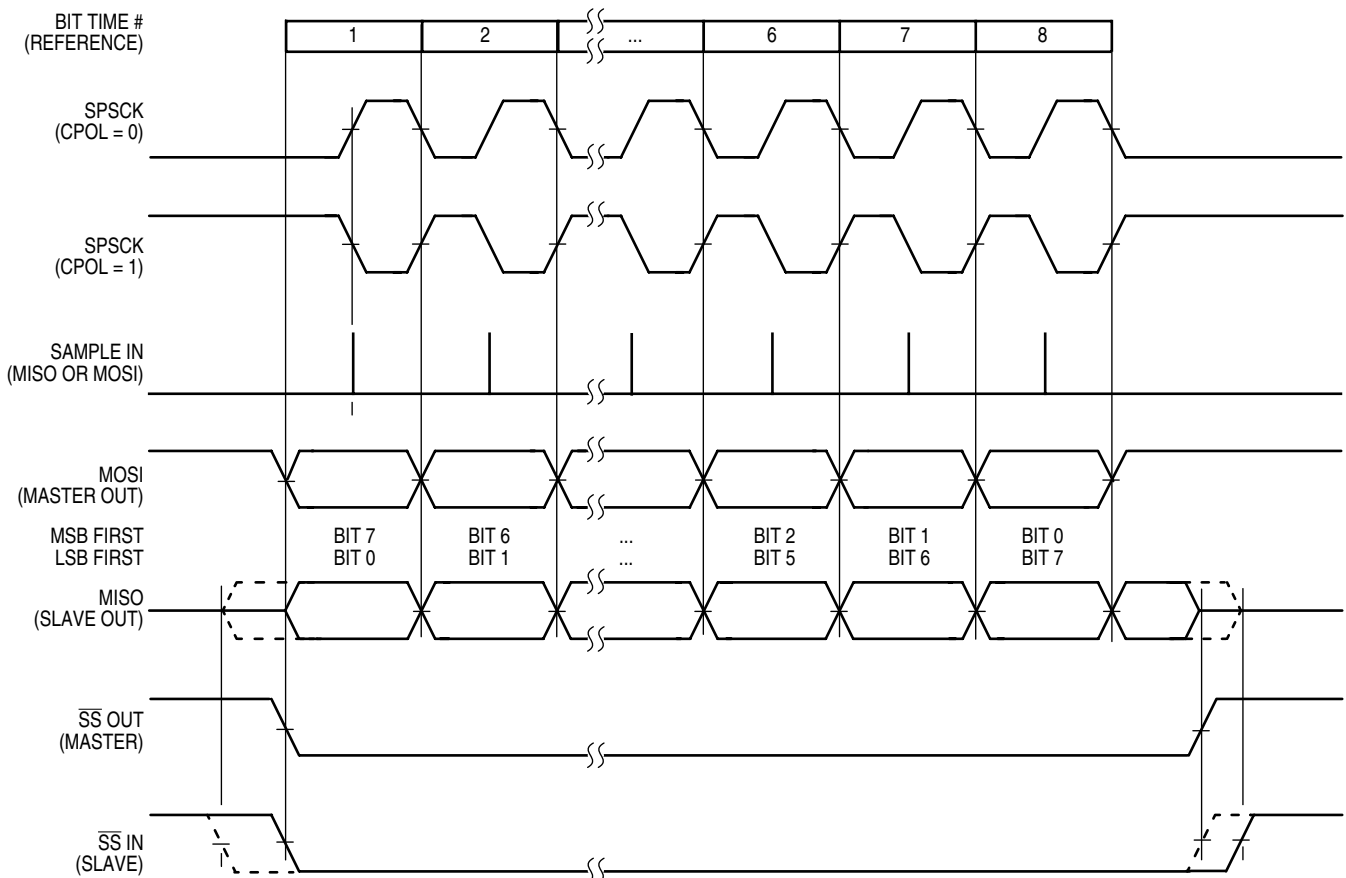 BIT TIME #
(REFERENCE)
1 2 ... 6 7 8
SPSCK
(CPOL = 0)
SPSCK
(CPOL = 1)
SAMPLE IN
(MISO OR MOSI)
MOSI
(MASTER OUT)
MSB FIRST BIT 7 BIT 6 ... BIT 2 BIT 1 BIT 0
LSB FIRST BIT 0 BIT 1 ... BIT 5 BIT 6 BIT 7
MISO
(SLAVE OUT)
S̅S̅ OUT
(MASTER)
S̅S̅ IN
(SLAVE)